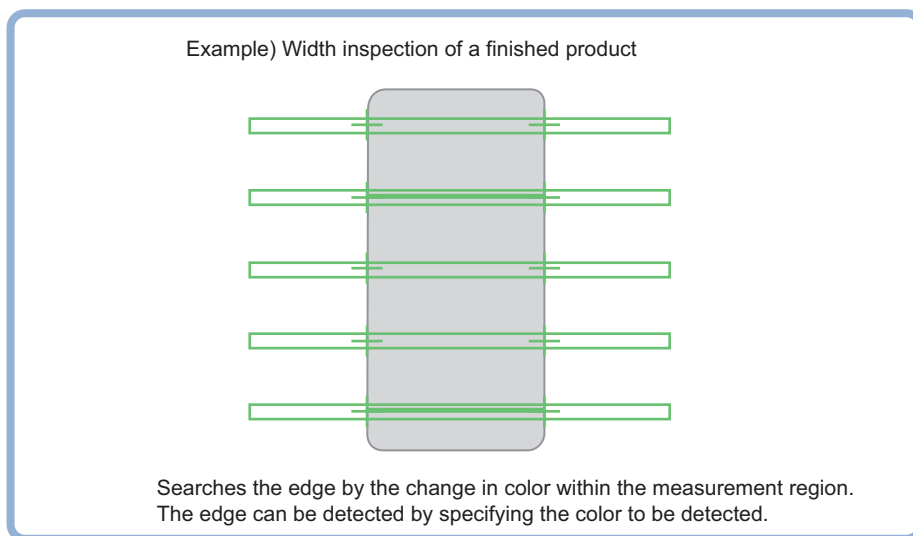 Example) Width inspection of a finished product
Searches the edge by the change in color within the measurement region.
The edge can be detected by specifying the color to be detected.